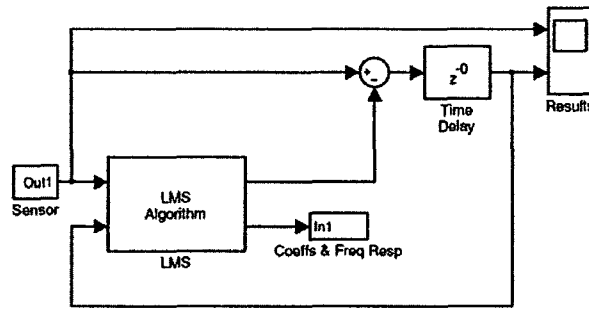 +
−
z-0
Time
Delay
Results
Out1
Sensor
LMS
Algorithm
LMS
In1
Coeffs & Freq Resp